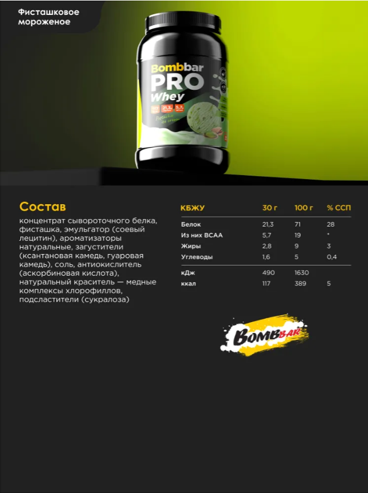 Фисташковое
мороженое
Bombbar
PRO
Whey
Состав
концентрат сывороточного белка,
фисташка, эмульгатор (соевый
лецитин), ароматизаторы
натуральные, загустители
(ксантановая камедь, гуаровая
камедь), соль, антиокислитель
(аскорбиновая кислота),
натуральный краситель — медные
комплексы хлорофиллов,
подсластители (сукралоза)
КБЖУ 30 г 100 г % ССП
Белок 21,3 71 28
Из них BCAA 5,7 19 *
Жиры 2,8 9 3
Углеводы 1,6 5 0,4
кДж 490 1630
ккал 117 389 5
BOMBBAR